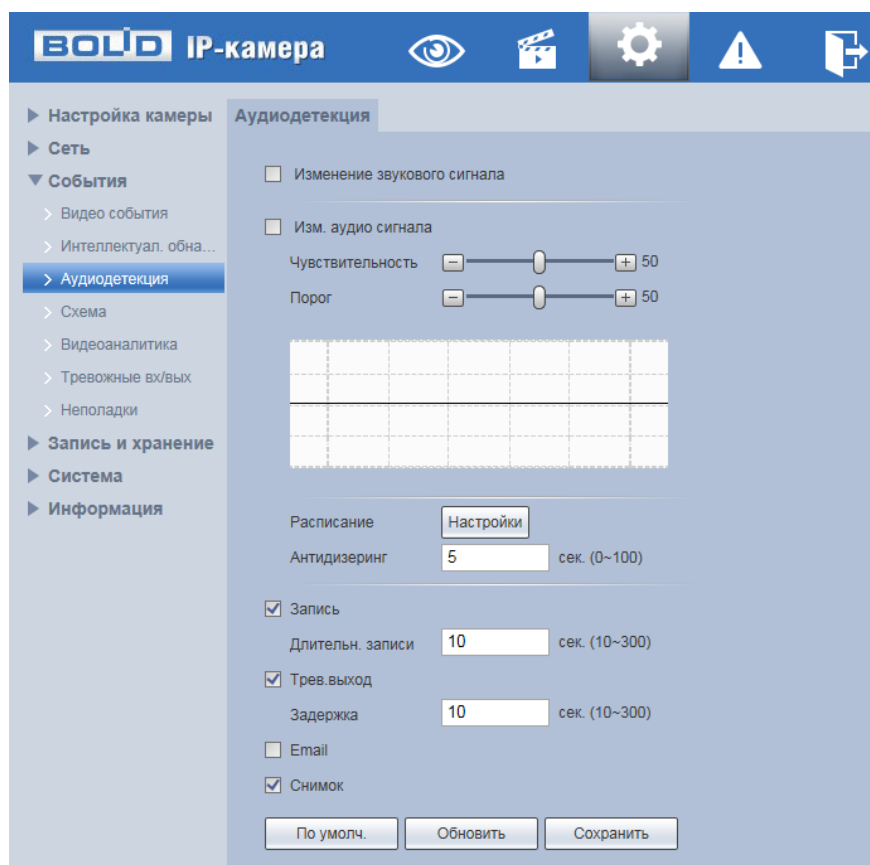 BOLID IP-камера
Настройка камеры
Сеть
События
Видео события
Интеллектуал. обна...
Аудиодетекция
Схема
Видеоаналитика
Тревожные вх/вых
Неполадки
Запись и хранение
Система
Информация
Аудиодетекция
Изменение звукового сигнала
Изм. аудио сигнала
Чувствительность 50
Порог 50
Расписание Настройки
Антидизеринг 5 сек. (0~100)
Запись
Длительн. записи 10 сек. (10~300)
Трев.выход
Задержка 10 сек. (10~300)
Email
Снимок
По умолч. Обновить Сохранить